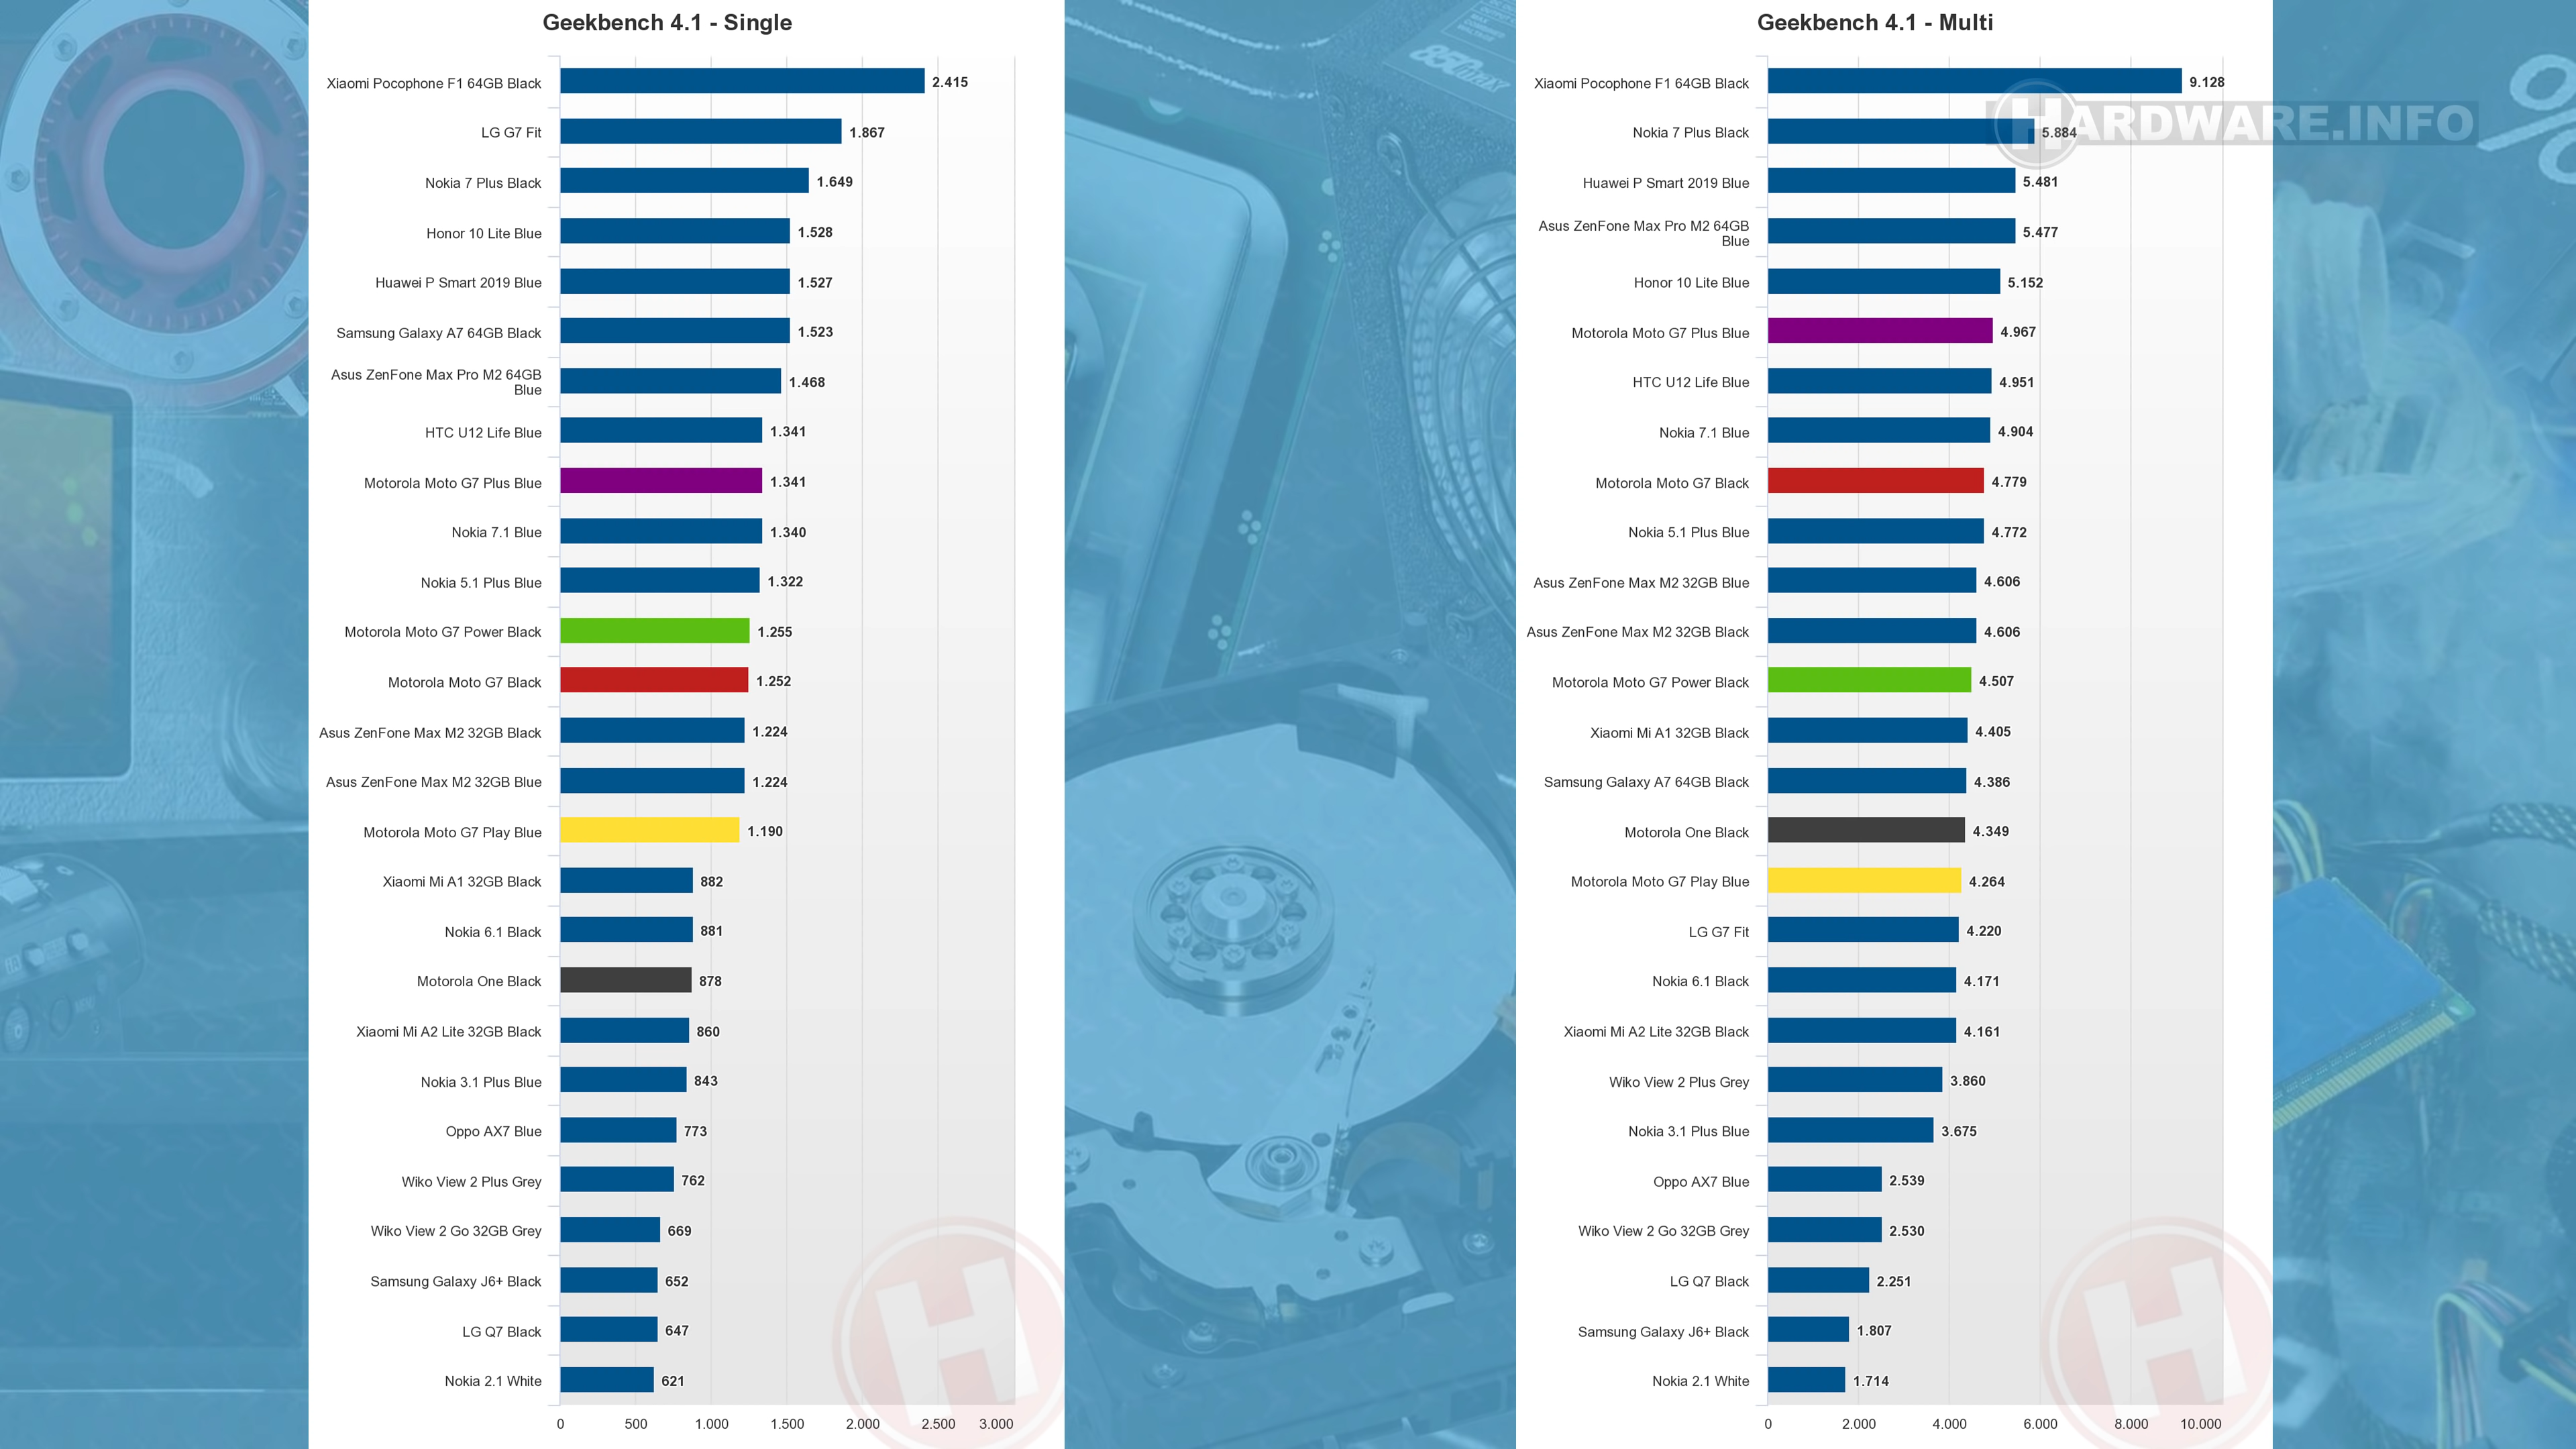 Geekbench 4.1 - Single
Xiaomi Pocophone F1 64GB Black 2.415
LG G7 Fit 1.867
Nokia 7 Plus Black 1.649
Honor 10 Lite Blue 1.528
Huawei P Smart 2019 Blue 1.527
Samsung Galaxy A7 64GB Black 1.523
Asus ZenFone Max Pro M2 64GB
Blue 1.468
HTC U12 Life Blue 1.341
Motorola Moto G7 Plus Blue 1.341
Nokia 7.1 Blue 1.340
Nokia 5.1 Plus Blue 1.322
Motorola Moto G7 Power Black 1.255
Motorola Moto G7 Black 1.252
Asus ZenFone Max M2 32GB Black 1.224
Asus ZenFone Max M2 32GB Blue 1.224
Motorola Moto G7 Play Blue 1.190
Xiaomi Mi A1 32GB Black 882
Nokia 6.1 Black 881
Motorola One Black 878
Xiaomi Mi A2 Lite 32GB Black 860
Nokia 3.1 Plus Blue 843
Oppo AX7 Blue 773
Wiko View 2 Plus Grey 762
Wiko View 2 Go 32GB Grey 669
Samsung Galaxy J6+ Black 652
LG Q7 Black 647
Nokia 2.1 White 621
0 500 1.000 1.500 2.000 2.500 3.000
H
Geekbench 4.1 - Multi
Xiaomi Pocophone F1 64GB Black 9.128
HARDWARE.INFO
Nokia 7 Plus Black 5.884
Huawei P Smart 2019 Blue 5.481
Asus ZenFone Max Pro M2 64GB
Blue 5.477
Honor 10 Lite Blue 5.152
Motorola Moto G7 Plus Blue 4.967
HTC U12 Life Blue 4.951
Nokia 7.1 Blue 4.904
Motorola Moto G7 Black 4.779
Nokia 5.1 Plus Blue 4.772
Asus ZenFone Max M2 32GB Blue 4.606
Asus ZenFone Max M2 32GB Black 4.606
Motorola Moto G7 Power Black 4.507
Xiaomi Mi A1 32GB Black 4.405
Samsung Galaxy A7 64GB Black 4.386
Motorola One Black 4.349
Motorola Moto G7 Play Blue 4.264
LG G7 Fit 4.220
Nokia 6.1 Black 4.171
Xiaomi Mi A2 Lite 32GB Black 4.161
Wiko View 2 Plus Grey 3.860
Nokia 3.1 Plus Blue 3.675
Oppo AX7 Blue 2.539
Wiko View 2 Go 32GB Grey 2.530
LG Q7 Black 2.251
Samsung Galaxy J6+ Black 1.807
Nokia 2.1 White 1.714
0 2.000 4.000 6.000 8.000 10.000
H